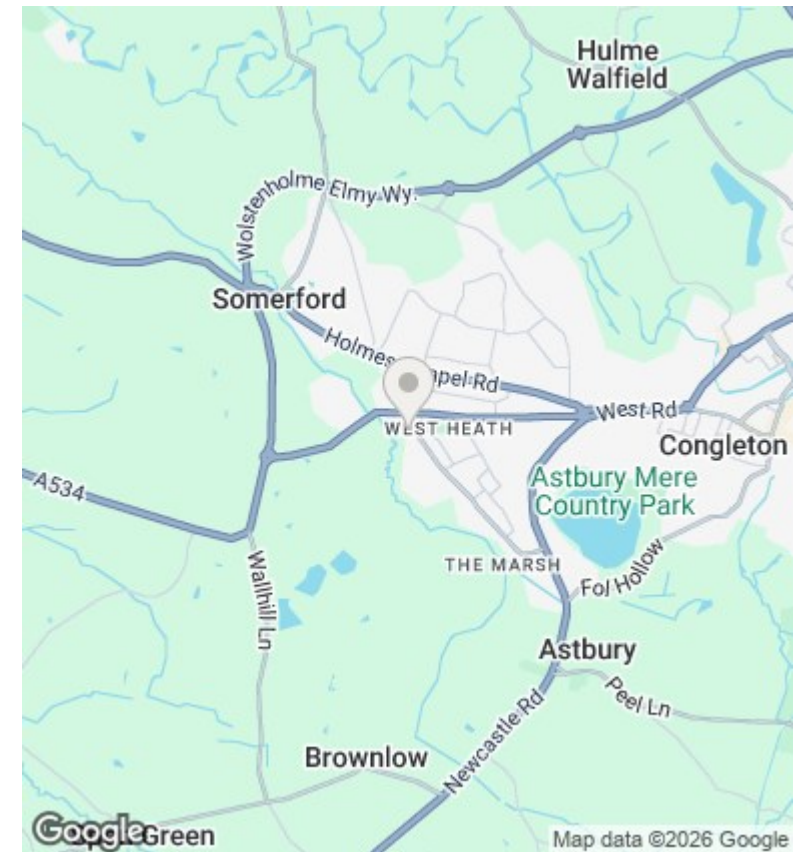 Hulme
Walfield
Wolstenholme Elmy Wy.
Somerford
Holmes Chapel Rd
West Rd
WEST HEATH
Congleton
Astbury Mere
Country Park
A534
THE MARSH
Fol Hollow
Wallhill Ln
Astbury
Peel Ln
Newcastle Rd
Brownlow
Google
Green
Map data ©2026 Google